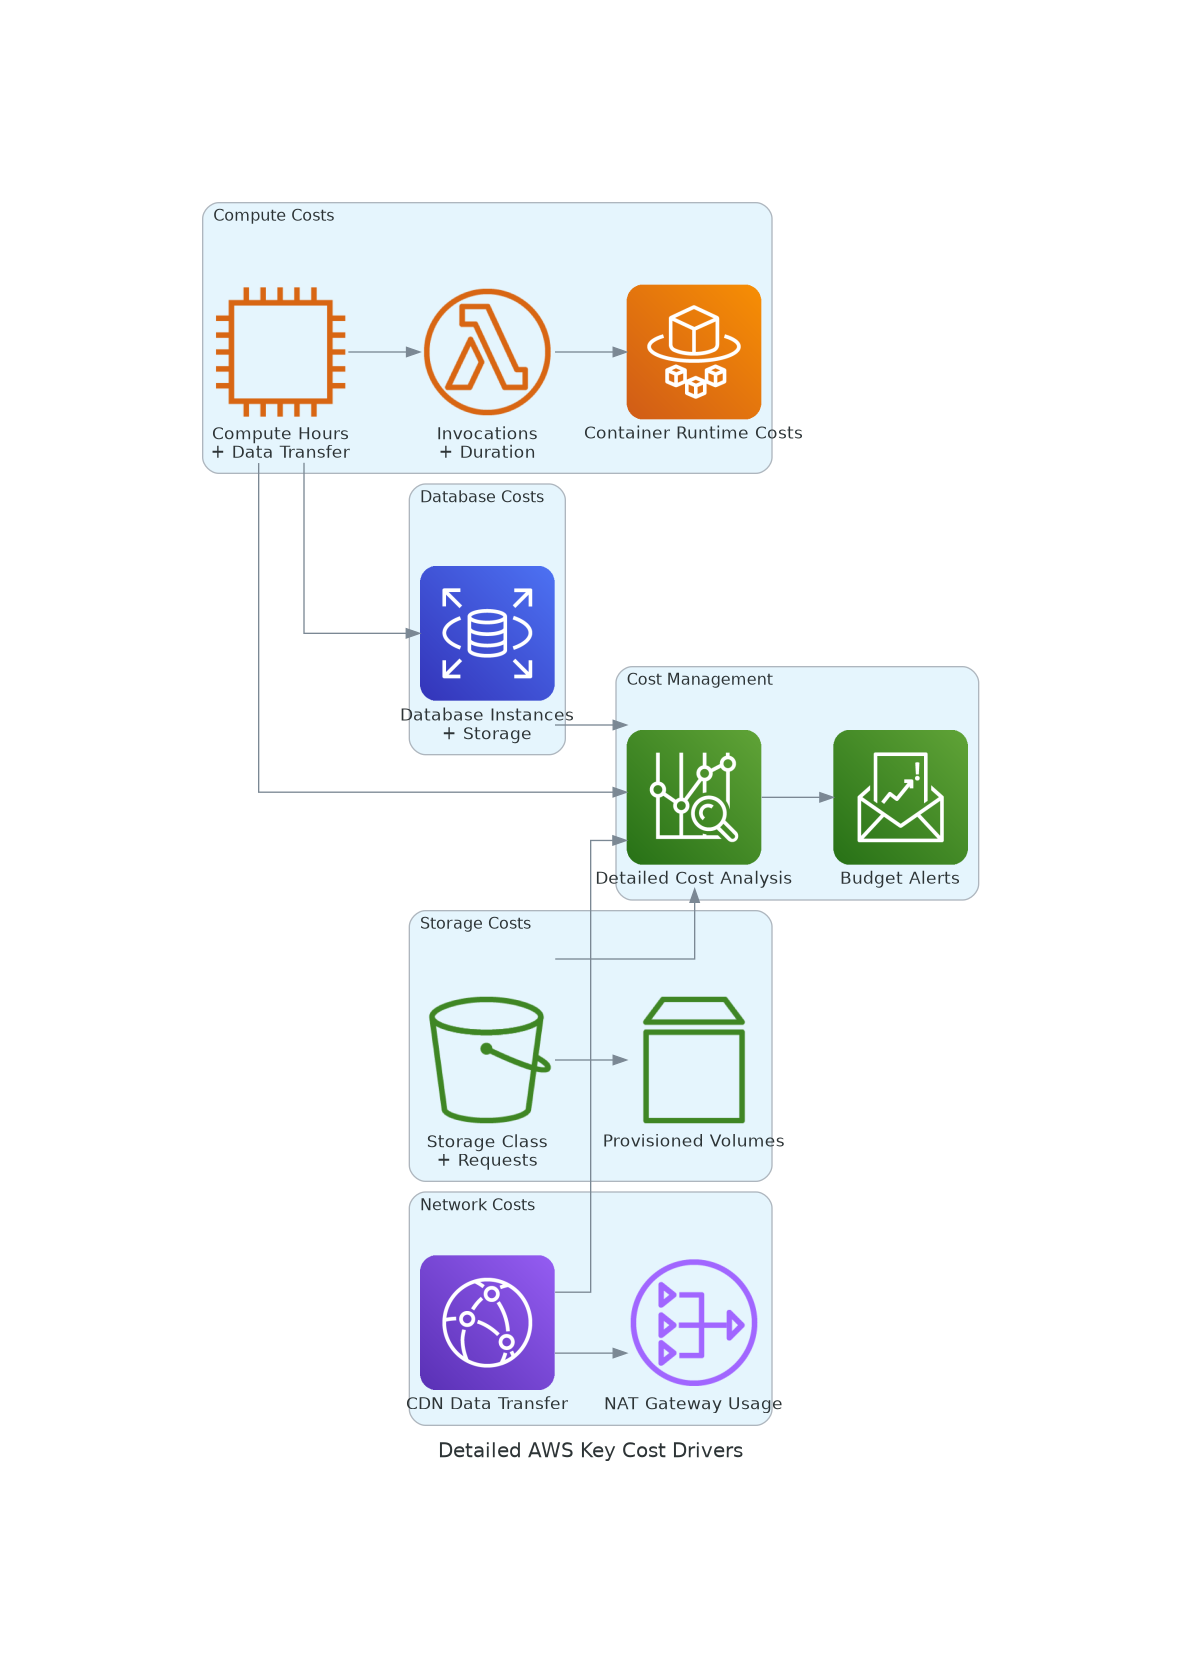 Compute Costs
Compute Hours
+ Data Transfer
Invocations
+ Duration
Container Runtime Costs
Database Costs
Database Instances
+ Storage
Cost Management
Detailed Cost Analysis
Budget Alerts
Storage Costs
Storage Class
+ Requests
Provisioned Volumes
Network Costs
CDN Data Transfer
NAT Gateway Usage
Detailed AWS Key Cost Drivers